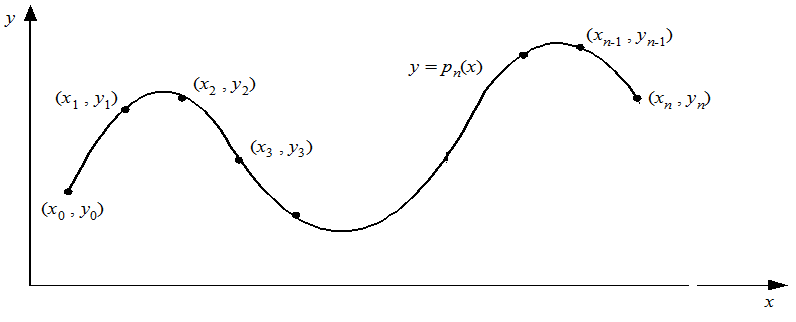 y
(xn-1 , yn-1)
y = pn(x)
(x2 , y2)
(x1 , y1)
(xn , yn)
(x3 , y3)
(x0 , y0)
x